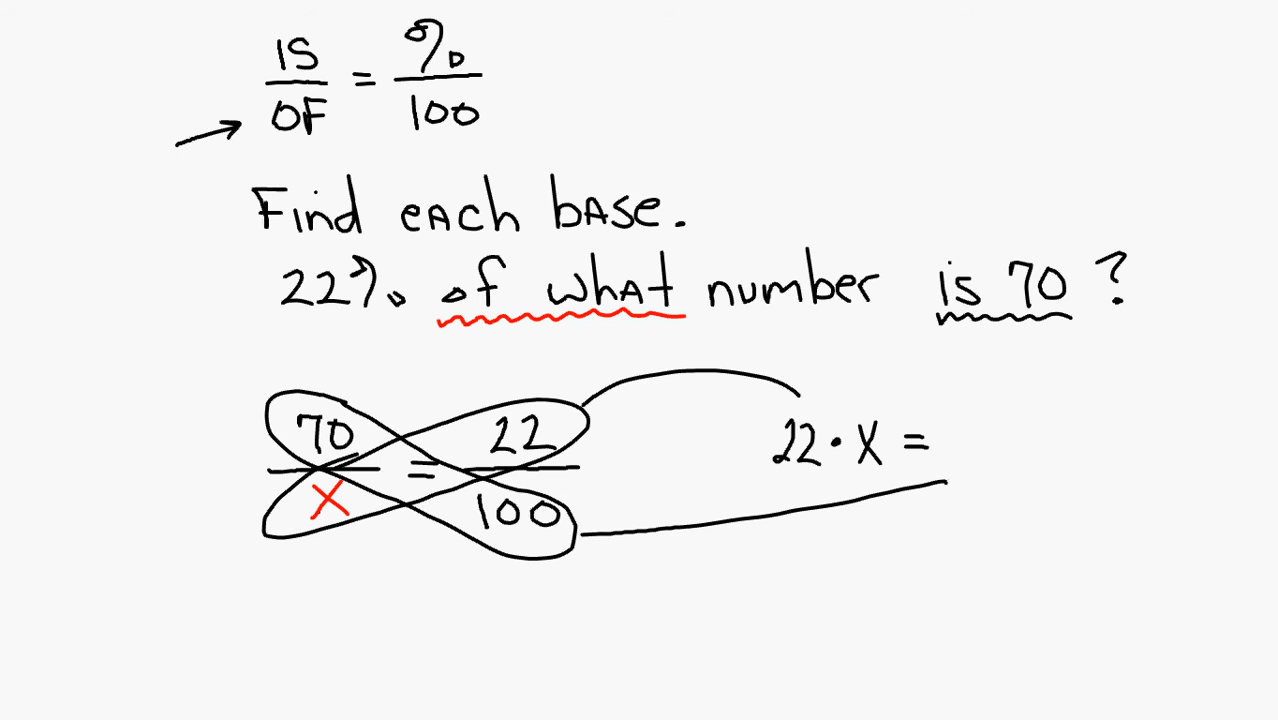 IS = %
OF 100
Find each base.
22% of what number is 70?
70 = 22
X 100
22 · X =